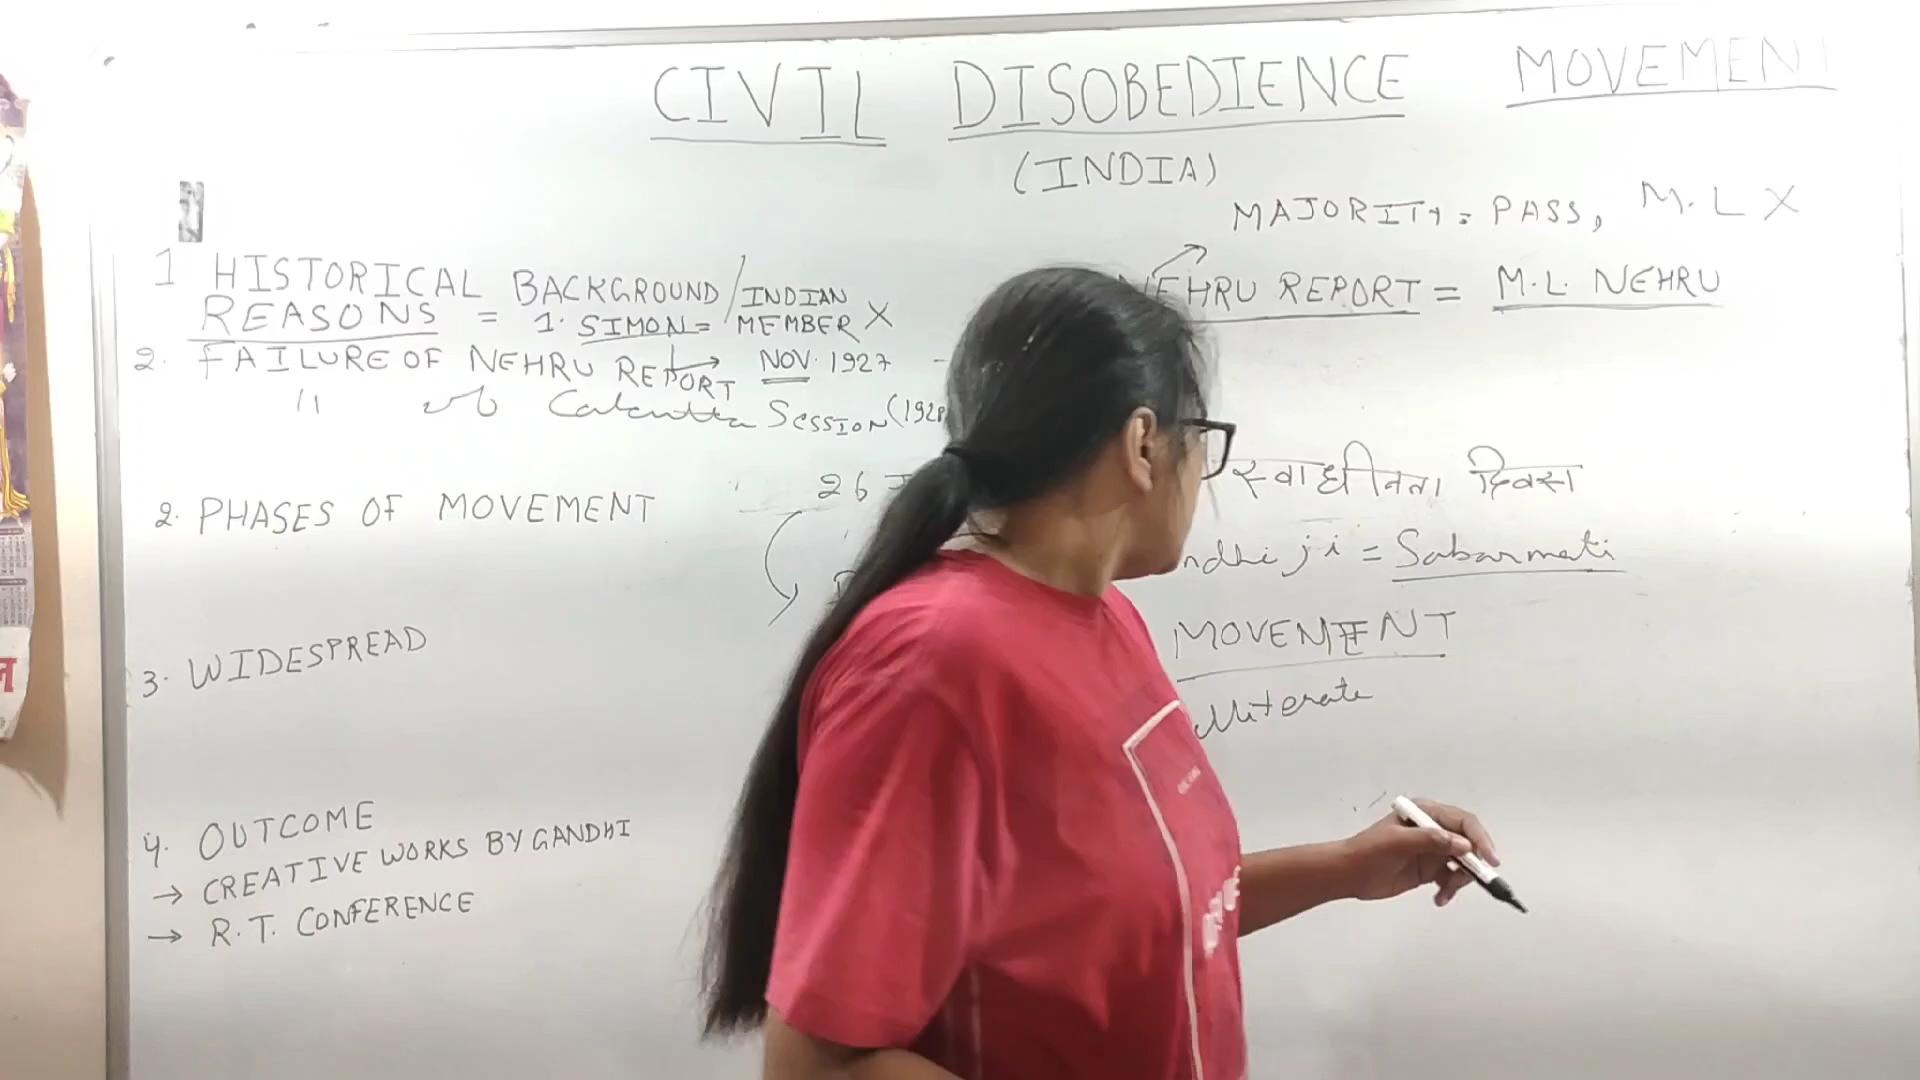 CIVIL DISOBEDIENCE MOVEMENT
(INDIA)
MAJORITY = PASS, M.L X
1 HISTORICAL BACKGROUND / INDIAN
REASONS = 1. SIMON = MEMBER X
NEHRU REPORT = M.L. NEHRU
2. FAILURE OF NEHRU REPORT NOV. 1927
" Calcutta SESSION (1928
26
स्वाधीनता दिवस
2. PHASES OF MOVEMENT
ndhi ji = Sabarmati
MOVEMENT
3. WIDESPREAD
illiterate
4. OUTCOME
→ CREATIVE WORKS BY GANDHI
→ R.T. CONFERENCE